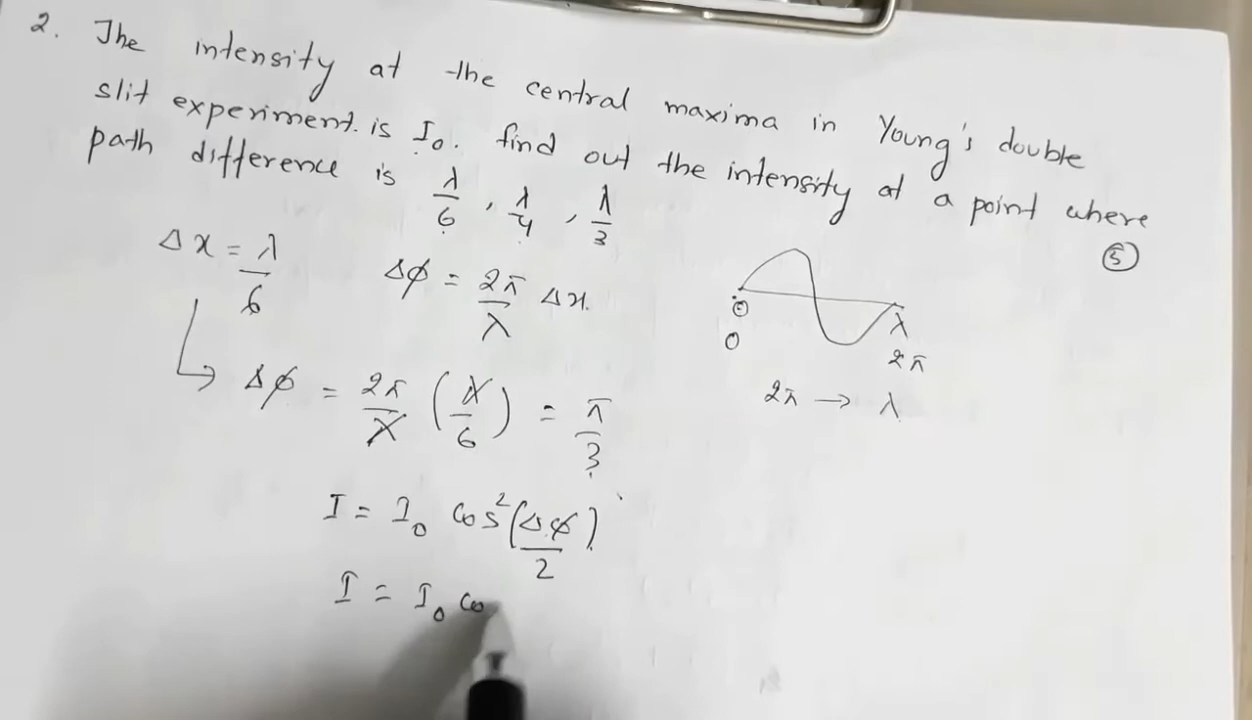 2. The intensity at the central maxima in Young's double
slit experiment. is I₀. find out the intensity at a point where
path difference is λ/6, λ/4, λ/3
⑤
Δx = λ/6
Δφ = 2π/λ Δx.
0
0
λ
2π
2π → λ
Δφ = 2π/λ (λ/6) = π/3
I = I₀ cos²(Δφ/2)
I = I₀ co